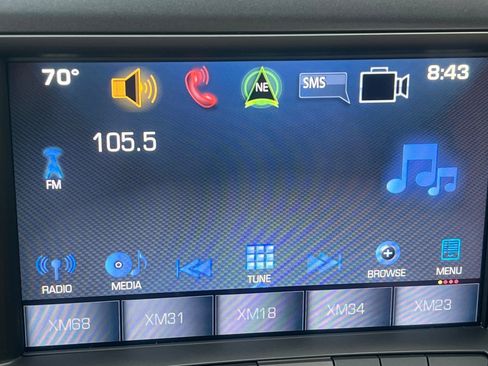 70° NE SMS 8:43
105.5
FM
RADIO MEDIA TUNE BROWSE MENU
XM68 XM31 XM18 XM34 XM23